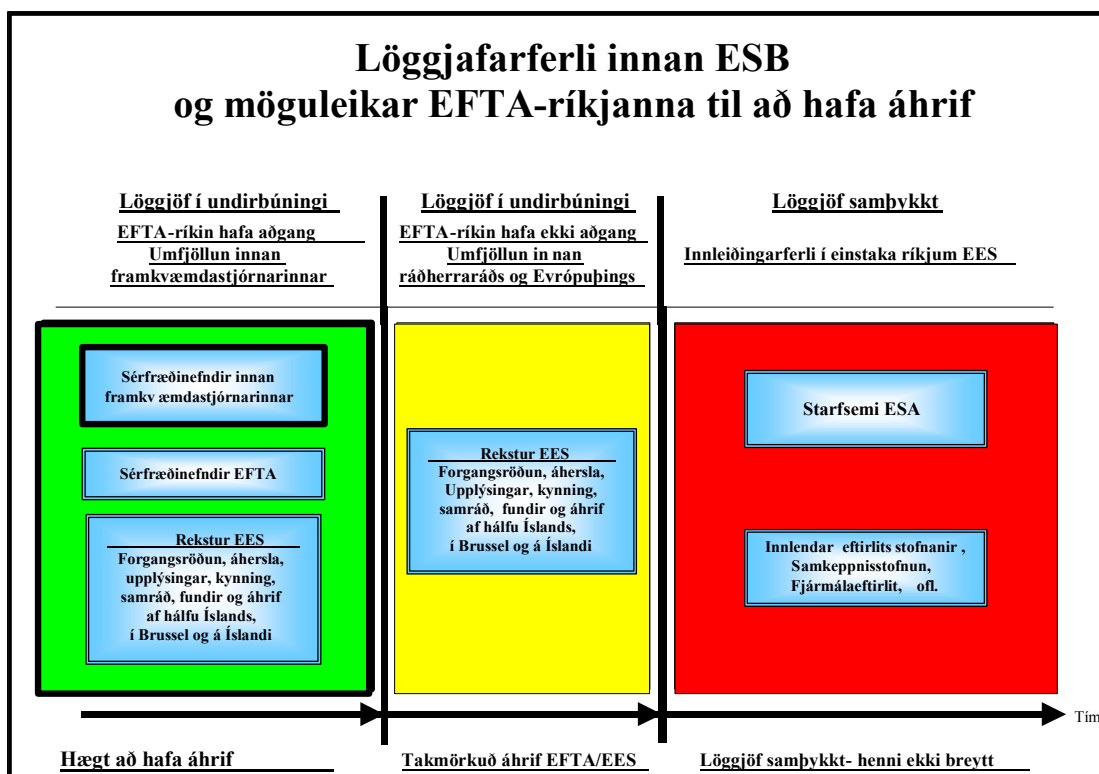 Löggjafarferli innan ESB
og möguleikar EFTA-ríkjanna til að hafa áhrif
Löggjöf í undirbúningi
EFTA-ríkin hafa aðgang
Umfjöllun innan
framkvæmdastjórnarinnar
Löggjöf í undirbúningi
EFTA-ríkin hafa ekki aðgang
Umfjöllun in nan
ráðherraráðs og Evrópuþings
Löggjöf samþykkt
Innleiðingarferli í einstaka ríkjum EES
Sérfræðinefndir innan
framkv æmdastjórnarinnar
Sérfræðinefndir EFTA
Rekstur EES
Forgangsröðun, áhersla,
upplýsingar, kynning,
samráð, fundir og áhrif
af hálfu Íslands,
í Brussel og á Íslandi
Rekstur EES
Forgangsröðun, áhersla,
Upplýsingar, kynning,
samráð, fundir og áhrif
af hálfu Íslands,
í Brussel og á Íslandi
Starfsemi ESA
Innlendar eftirlits stofnanir ,
Samkeppnisstofnun,
Fjármálaeftirlit, ofl.
Tím
Hægt að hafa áhrif
Takmörkuð áhrif EFTA/EES
Löggjöf samþykkt- henni ekki breytt